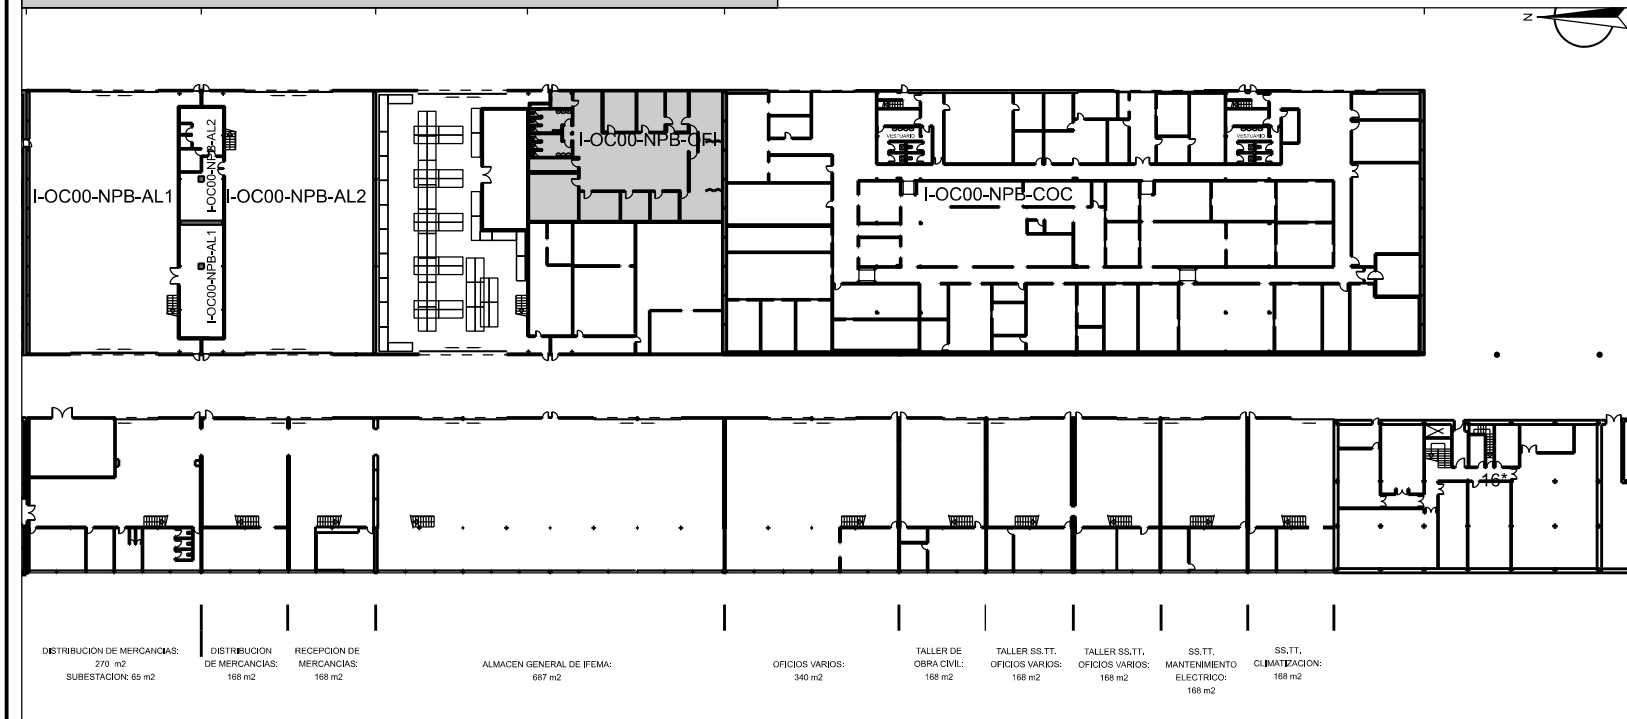 N
I-OC00-NPB-AL2
I-OC00-NPB-OFI
VESTUARIO
VESTUARIO
I-OC00-NPB-AL1
I-OC00-NPB-AL2
I-OC00-NPB-COC
I-OC00-NPB-AL1
16*
DISTRIBUCION DE MERCANCIAS:
270 m2
SUBESTACION: 65 m2
DISTRIBUCION
DE MERCANCIAS:
168 m2
RECEPCION DE
MERCANCIAS:
168 m2
ALMACEN GENERAL DE IFEMA:
687 m2
OFICIOS VARIOS:
340 m2
TALLER DE
OBRA CIVIL:
168 m2
TALLER SS.TT.
OFICIOS VARIOS:
168 m2
TALLER SS.TT.
OFICIOS VARIOS:
168 m2
SS.TT.
MANTENIMIENTO
ELECTRICO:
168 m2
SS.TT.
CLIMATIZACION:
168 m2